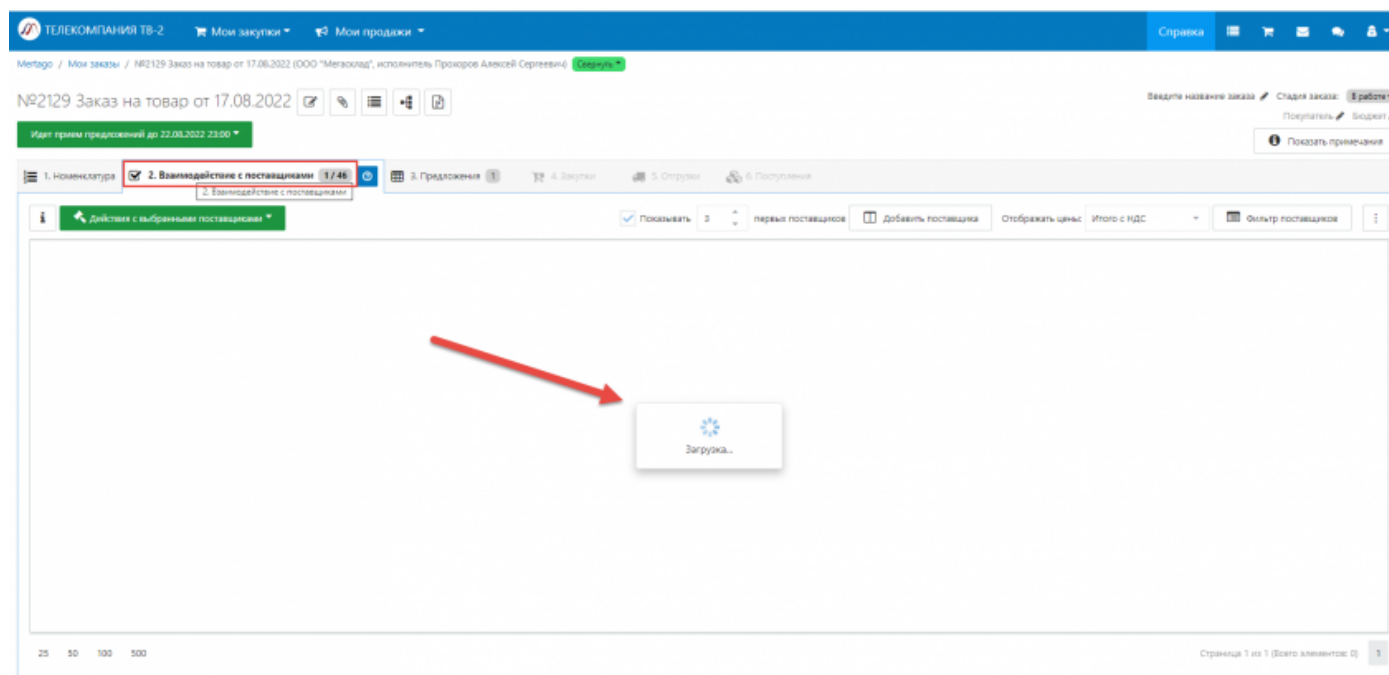 ТЕЛЕКОМПАНИЯ ТВ-2 Мои закупки Мои продажи Справка
Mertago / Мои заказы / №2129 Заказ на товар от 17.08.2022 (ООО "Мегасклад", исполнитель Прохоров Алексей Сергеевич) Свернуть
№2129 Заказ на товар от 17.08.2022
Введите название заказа Стадия заказа: В работе
Покупатель Бюджет
Идет прием предложений до 22.08.2022 23:00
Показать примечания
1. Номенклатура 2. Взаимодействие с поставщиками 1 / 46 3. Предложения 1 4. Закупки 5. Отгрузки 6. Поступления
2. Взаимодействие с поставщиками
Действия с выбранными поставщиками Показывать 3 первых поставщиков Добавить поставщика Отображать цены: Итого с НДС Фильтр поставщиков
Загрузка...
25 50 100 500 Страница 1 из 1 (Всего элементов: 0) 1